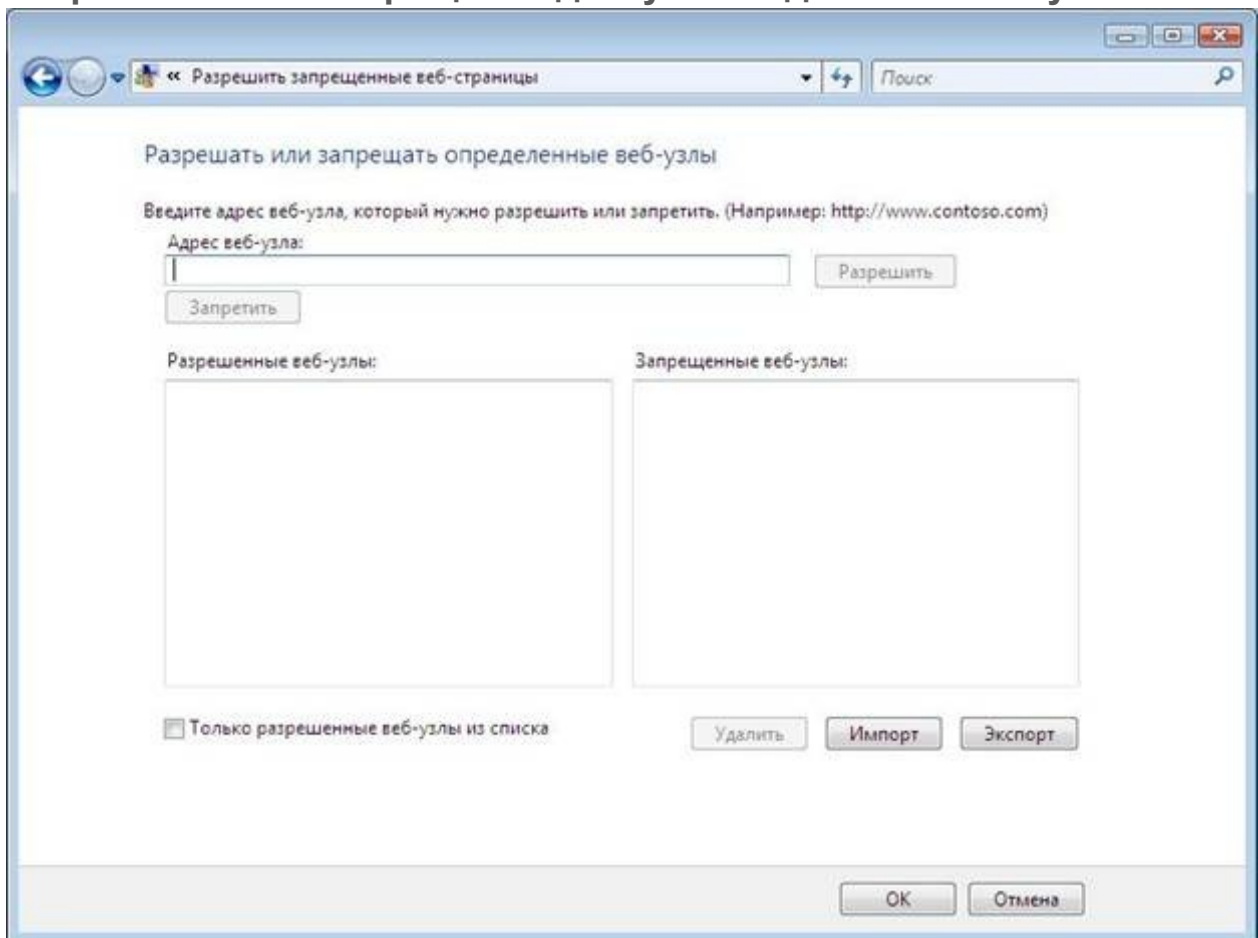 « Разрешить запрещенные веб-страницы
Поиск
Разрешать или запрещать определенные веб-узлы
Введите адрес веб-узла, который нужно разрешить или запретить. (Например: http://www.contoso.com)
Адрес веб-узла:
Разрешить
Запретить
Разрешенные веб-узлы:
Запрещенные веб-узлы:
Только разрешенные веб-узлы из списка
Удалить
Импорт
Экспорт
OK
Отмена